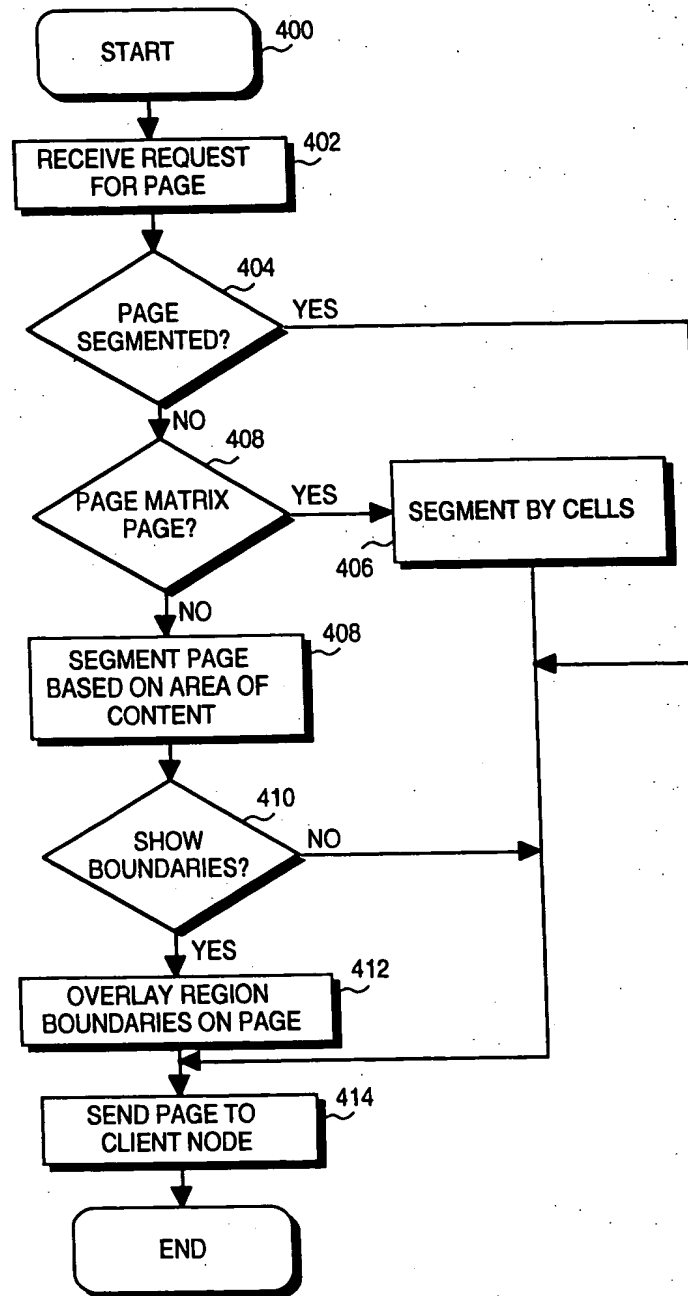 START
400
RECEIVE REQUEST
FOR PAGE
402
404
PAGE
SEGMENTED?
YES
NO
408
PAGE MATRIX
PAGE?
YES
SEGMENT BY CELLS
406
NO
408
SEGMENT PAGE
BASED ON AREA OF
CONTENT
410
SHOW
BOUNDARIES?
NO
YES
412
OVERLAY REGION
BOUNDARIES ON PAGE
SEND PAGE TO
CLIENT NODE
414
END